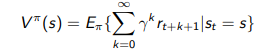 V^π(s) = E_π{∑_{k=0}^{∞} γ^k r_{t+k+1}|s_t = s}